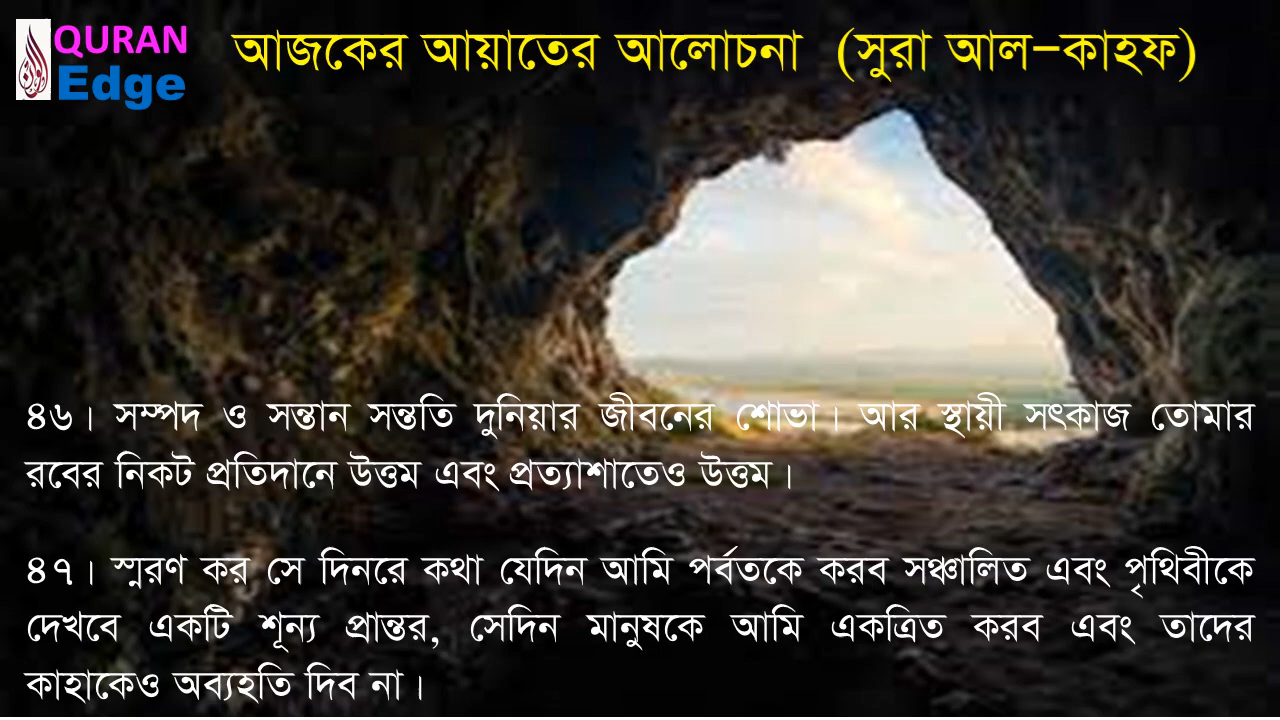 QURAN
Edge
আজকের আয়াতের আলোচনা (সুরা আল-কাহফ)
৪৬। সম্পদ ও সন্তান সন্ততি দুনিয়ার জীবনের শোভা। আর স্থায়ী সৎকাজ তোমার
রবের নিকট প্রতিদানে উত্তম এবং প্রত্যাশাতেও উত্তম।
৪৭। স্মরণ কর সে দিনরে কথা যেদিন আমি পর্বতকে করব সঞ্চালিত এবং পৃথিবীকে
দেখবে একটি শূন্য প্রান্তর, সেদিন মানুষকে আমি একত্রিত করব এবং তাদের
কাহাকেও অব্যহতি দিব না।